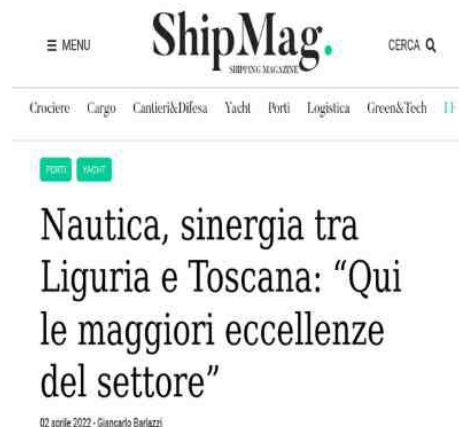 ≡ MENU
ShipMag.
SHIPPING MAGAZINE
CERCA
Crociere Cargo Cantieri&Difesa Yacht Porti Logistica Green&Tech
PORTI YACHT
Nautica, sinergia tra
Liguria e Toscana: “Qui
le maggiori eccellenze
del settore”
02 aprile 2022 - Giancarlo Barlazzi